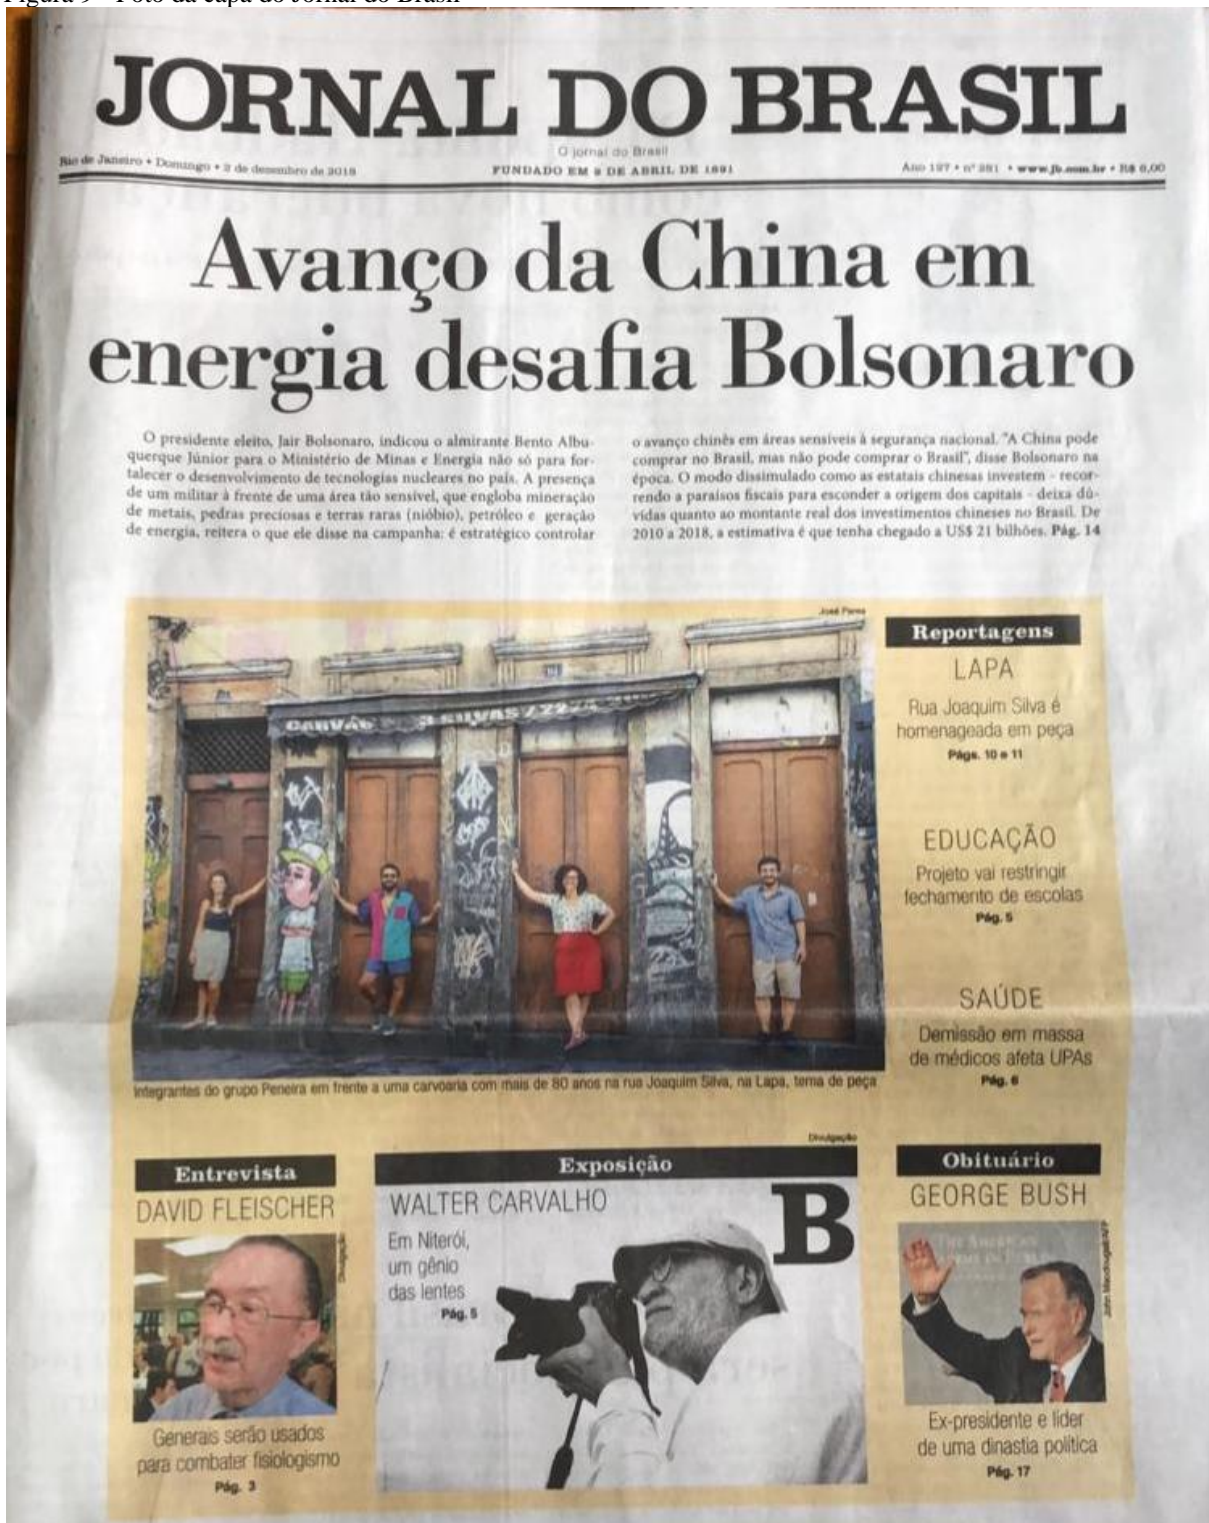 Figura 9 - Foto da capa do Jornal do Brasil
JORNAL DO BRASIL
O jornal do Brasil
Rio de Janeiro • Domingo • 2 de dezembro de 2018
FUNDADO EM 9 DE ABRIL DE 1891
Ano 127 • nº 281 • www.jb.com.br • R$ 6,00
Avanço da China em
energia desafia Bolsonaro
O presidente eleito, Jair Bolsonaro, indicou o almirante Bento Albu-
querque Júnior para o Ministério de Minas e Energia não só para for-
talecer o desenvolvimento de tecnologias nucleares no país. A presença
de um militar à frente de uma área tão sensível, que engloba mineração
de metais, pedras preciosas e terras raras (nióbio), petróleo e geração
de energia, reitera o que ele disse na campanha: é estratégico controlar
o avanço chinês em áreas sensíveis à segurança nacional. "A China pode
comprar no Brasil, mas não pode comprar o Brasil", disse Bolsonaro na
época. O modo dissimulado como as estatais chinesas investem - recor-
rendo a paraísos fiscais para esconder a origem dos capitais - deixa dú-
vidas quanto ao montante real dos investimentos chineses no Brasil. De
2010 a 2018, a estimativa é que tenha chegado a US$ 21 bilhões. Pág. 14
José Peres
CARVÃO
Integrantes do grupo Peneira em frente a uma carvoaria com mais de 80 anos na rua Joaquim Silva, na Lapa, tema de peça
Reportagens
LAPA
Rua Joaquim Silva é
homenageada em peça
Págs. 10 e 11
EDUCAÇÃO
Projeto vai restringir
fechamento de escolas
Pág. 5
SAÚDE
Demissão em massa
de médicos afeta UPAs
Pág. 6
Entrevista
DAVID FLEISCHER
Divulgação
Generais serão usados
para combater fisiologismo
Pág. 3
Divulgação
Exposição
WALTER CARVALHO
B
Em Niterói,
um gênio
das lentes
Pág. 5
Obituário
GEORGE BUSH
John Macdougall/AFP
Ex-presidente e líder
de uma dinastia política
Pág. 17